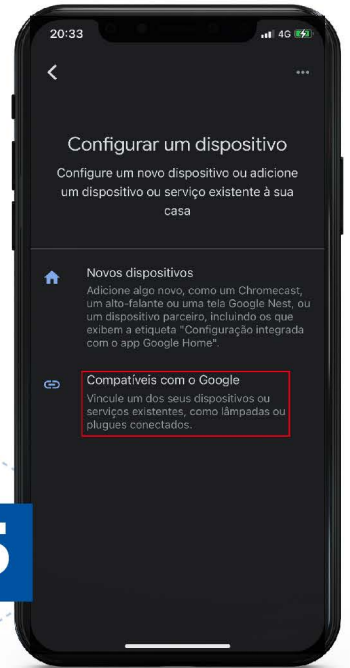 20:33
4G
Configurar um dispositivo
Configure um novo dispositivo ou adicione
um dispositivo ou serviço existente à sua
casa
Novos dispositivos
Adicione algo novo, como um Chromecast,
um alto-falante ou uma tela Google Nest, ou
um dispositivo parceiro, incluindo os que
exibem a etiqueta "Configuração integrada
com o app Google Home".
Compatíveis com o Google
Vincule um dos seus dispositivos ou
serviços existentes, como lâmpadas ou
plugues conectados.
5